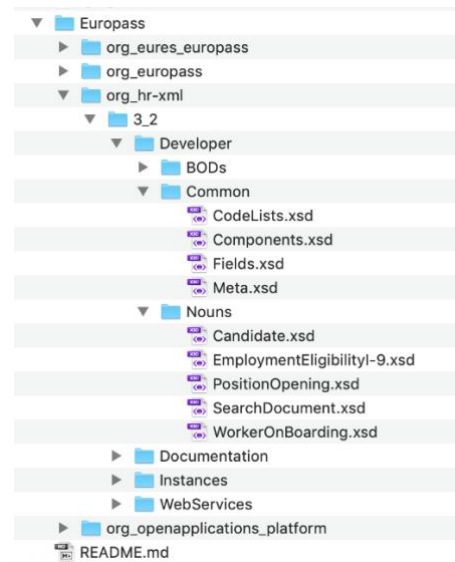 Europass
org_eures_europass
org_europass
org_hr-xml
3_2
Developer
BODs
Common
CodeLists.xsd
Components.xsd
Fields.xsd
Meta.xsd
Nouns
Candidate.xsd
EmploymentEligibilityI-9.xsd
PositionOpening.xsd
SearchDocument.xsd
WorkerOnBoarding.xsd
Documentation
Instances
WebServices
org_openapplications_platform
README.md